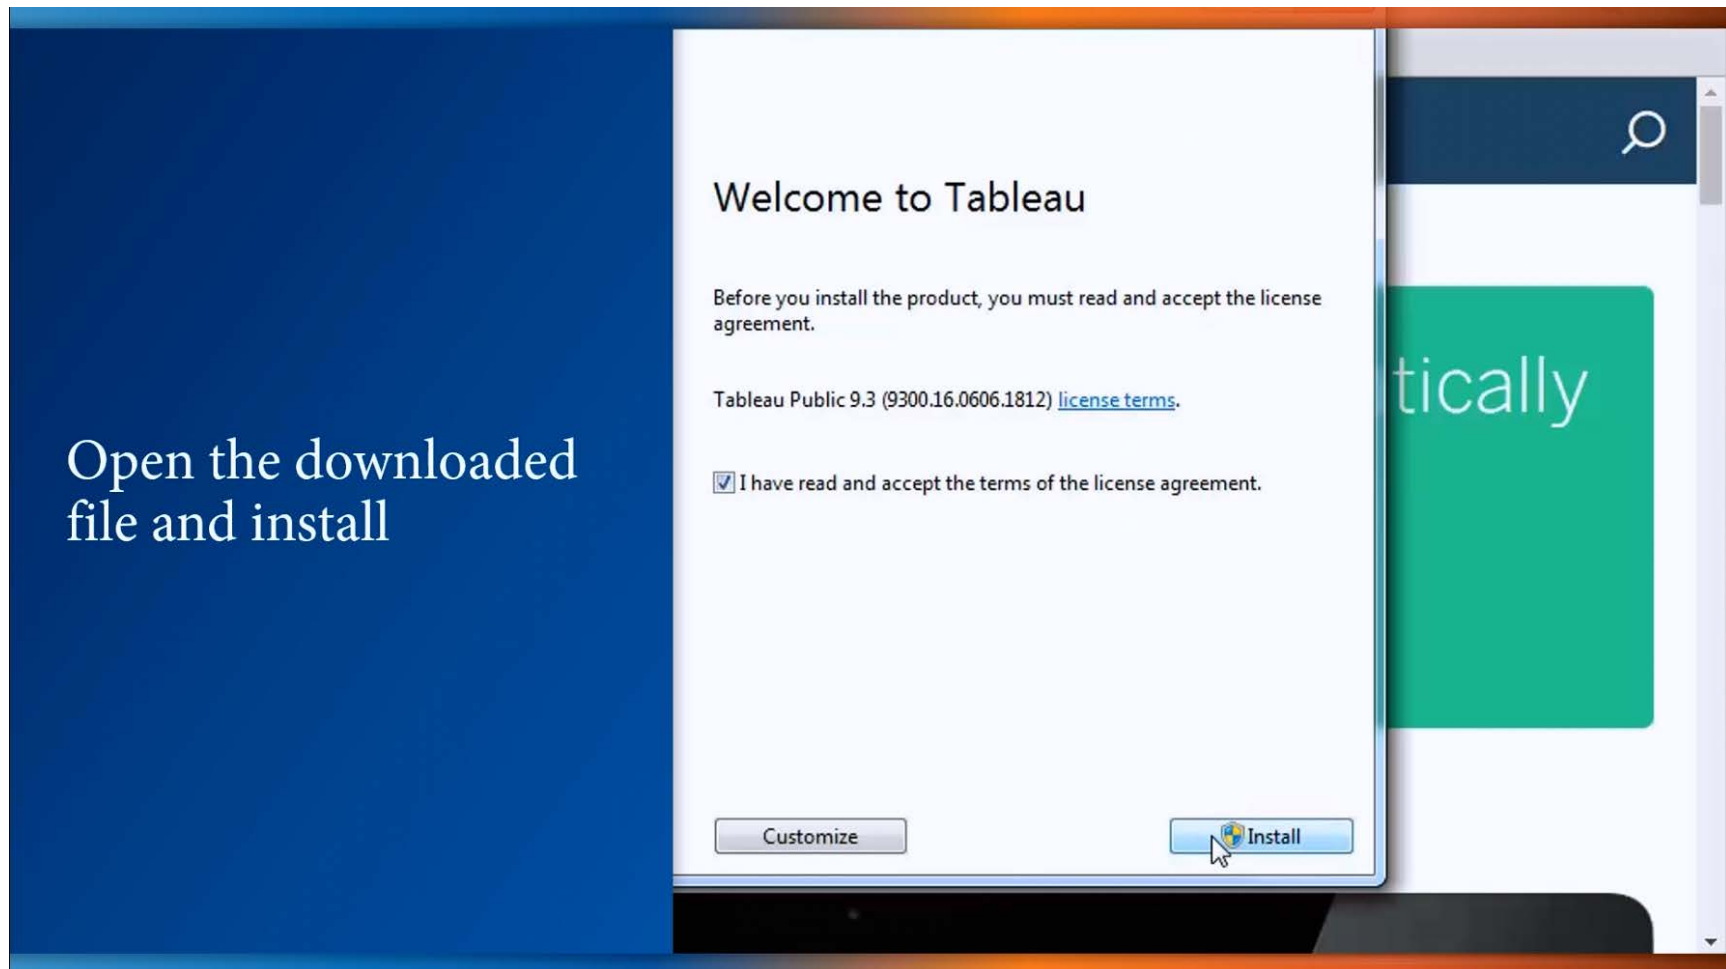 Open the downloaded
file and install
Welcome to Tableau
Before you install the product, you must read and accept the license
agreement.
Tableau Public 9.3 (9300.16.0606.1812) license terms.
I have read and accept the terms of the license agreement.
Customize
Install
tically